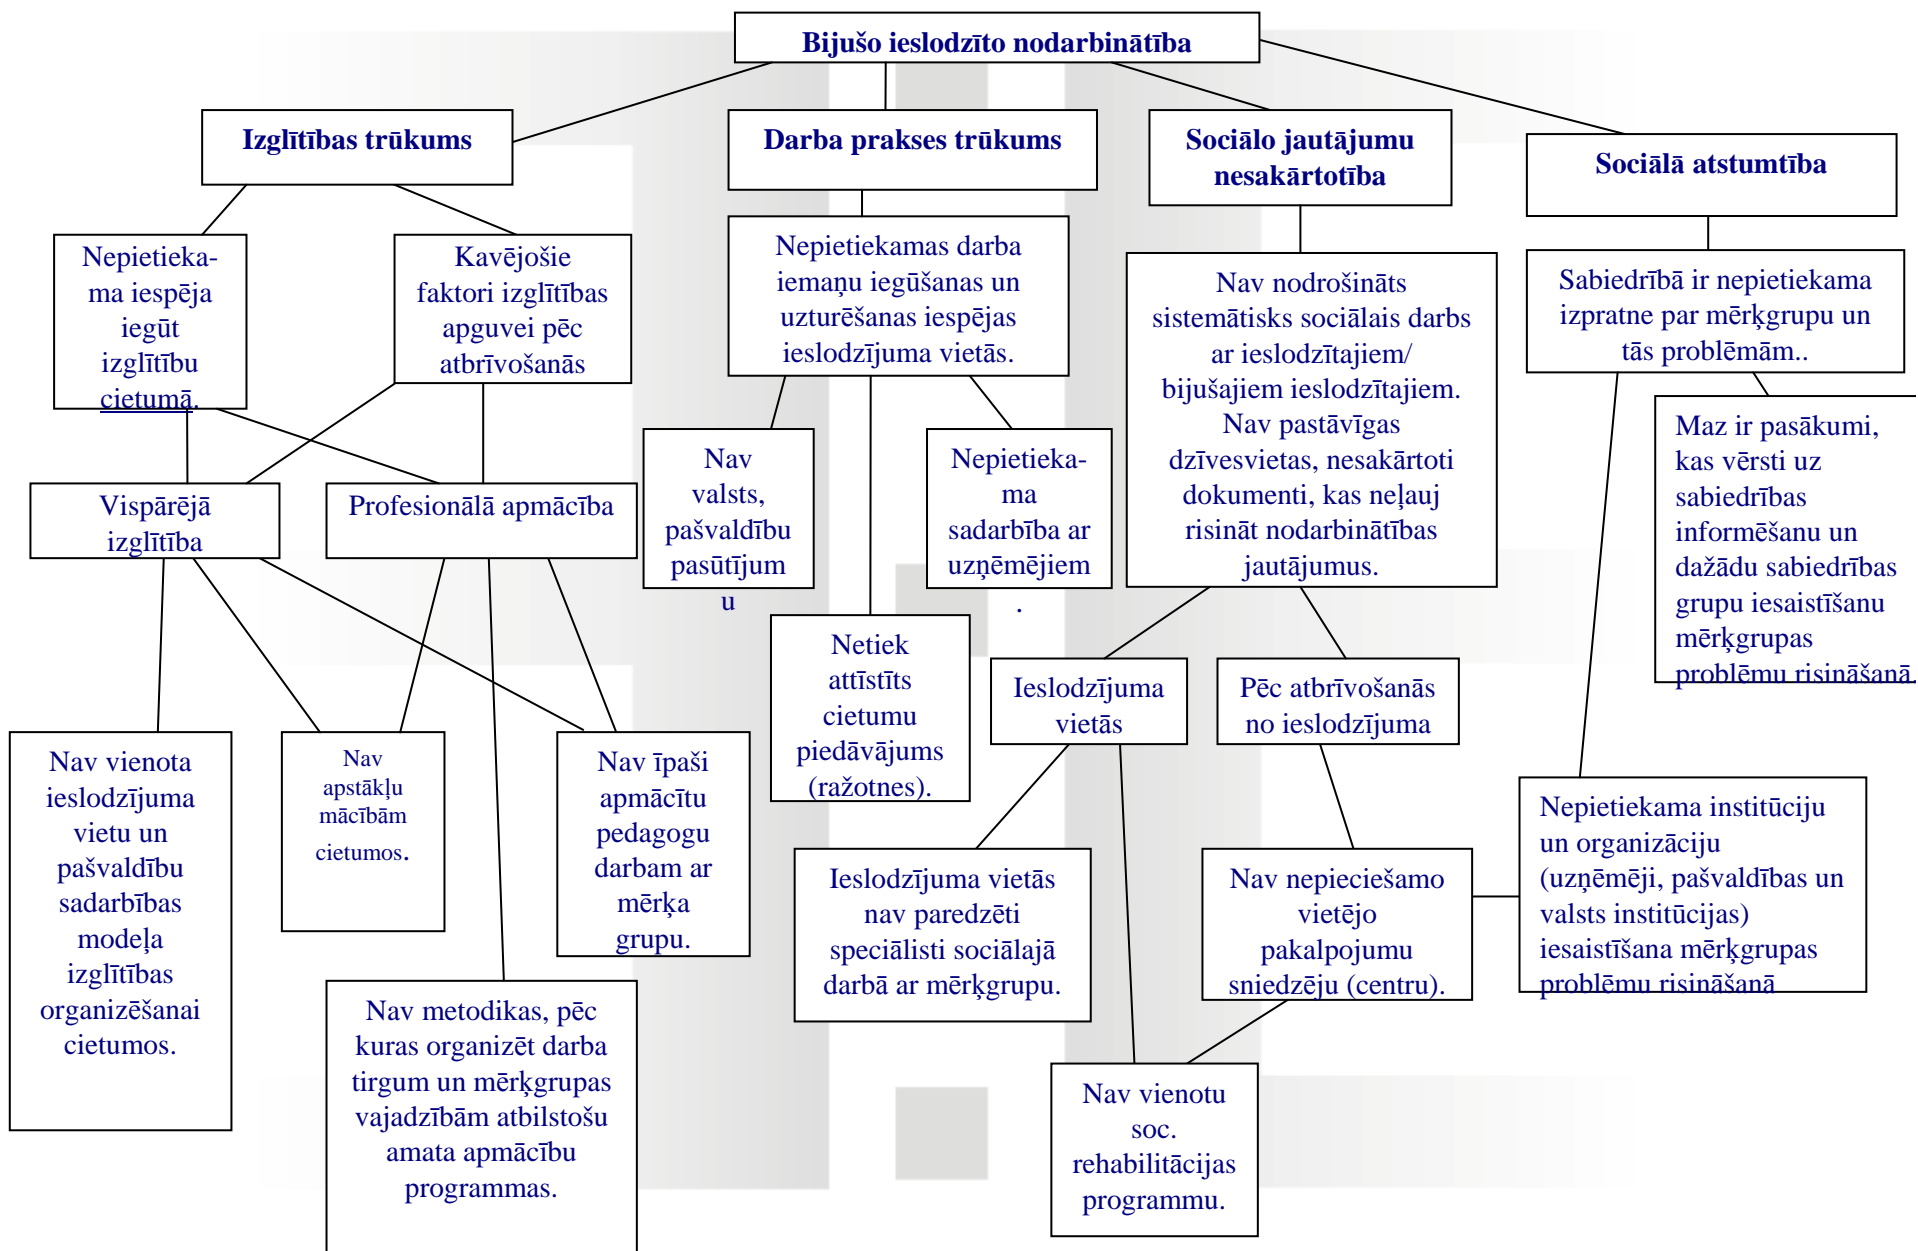 Bijušo ieslodzīto nodarbinātība
Izglītības trūkums
Darba prakses trūkums
Sociālo jautājumu
nesakārtotība
Sociālā atstumtība
Nepietieka-
ma iespēja
iegūt
izglītību
cietumā.
Kavējošie
faktori izglītības
apguvei pēc
atbrīvošanās
Nepietiekamas darba
iemaņu iegūšanas un
uzturēšanas iespējas
ieslodzījuma vietās.
Nav nodrošināts
sistemātisks sociālais darbs
ar ieslodzītajiem/
bijušajiem ieslodzītajiem.
Nav pastāvīgas
dzīvesvietas, nesakārtoti
dokumenti, kas neļauj
risināt nodarbinātības
jautājumus.
Sabiedrībā ir nepietiekama
izpratne par mērķgrupu un
tās problēmām..
Maz ir pasākumi,
kas vērsti uz
sabiedrības
informēšanu un
dažādu sabiedrības
grupu iesaistīšanu
mērķgrupas
problēmu risināšanā.
Vispārējā
izglītība
Profesionālā apmācība
Nav
valsts,
pašvaldību
pasūtījum
u
Nepietieka-
ma
sadarbība ar
uzņēmējiem
.
Netiek
attīstīts
cietumu
piedāvājums
(ražotnes).
Ieslodzījuma
vietās
Pēc atbrīvošanās
no ieslodzījuma
Nav vienota
ieslodzījuma
vietu un
pašvaldību
sadarbības
modeļa
izglītības
organizēšanai
cietumos.
Nav
apstākļu
mācībām
cietumos.
Nav īpaši
apmācītu
pedagogu
darbam ar
mērķa
grupu.
Nav metodikas, pēc
kuras organizēt darba
tirgum un mērķgrupas
vajadzībām atbilstošu
amata apmācību
programmas.
Ieslodzījuma vietās
nav paredzēti
speciālisti sociālajā
darbā ar mērķgrupu.
Nav nepieciešamo
vietējo
pakalpojumu
sniedzēju (centru).
Nepietiekama institūciju
un organizāciju
(uzņēmēji, pašvaldības un
valsts institūcijas)
iesaistīšana mērķgrupas
problēmu risināšanā
Nav vienotu
soc.
rehabilitācijas
programmu.